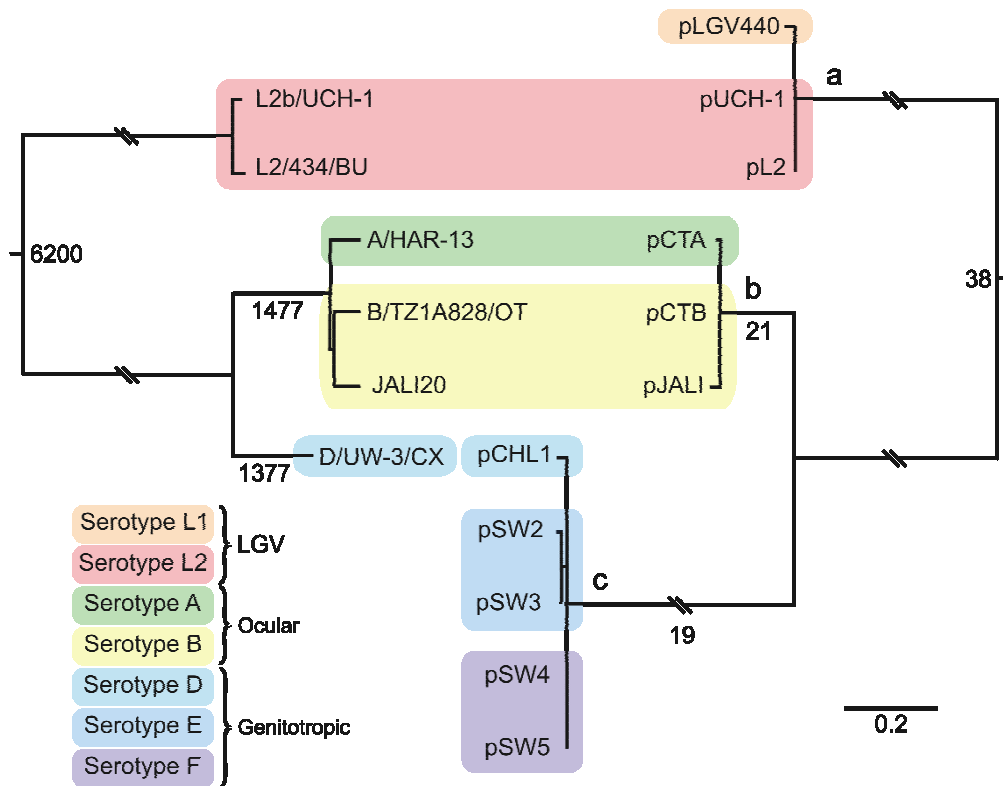 pLGV440
a
L2b/UCH-1 pUCH-1
L2/434/BU pL2
A/HAR-13 pCTA
6200
38
b
1477
B/TZ1A828/OT pCTB
21
JALI20 pJALI
D/UW-3/CX pCHL1
1377
Serotype L1
pSW2
LGV
Serotype L2
c
Serotype A
pSW3
Ocular
19
Serotype B
Serotype D
pSW4
Serotype E
Genitotropic
0.2
pSW5
Serotype F